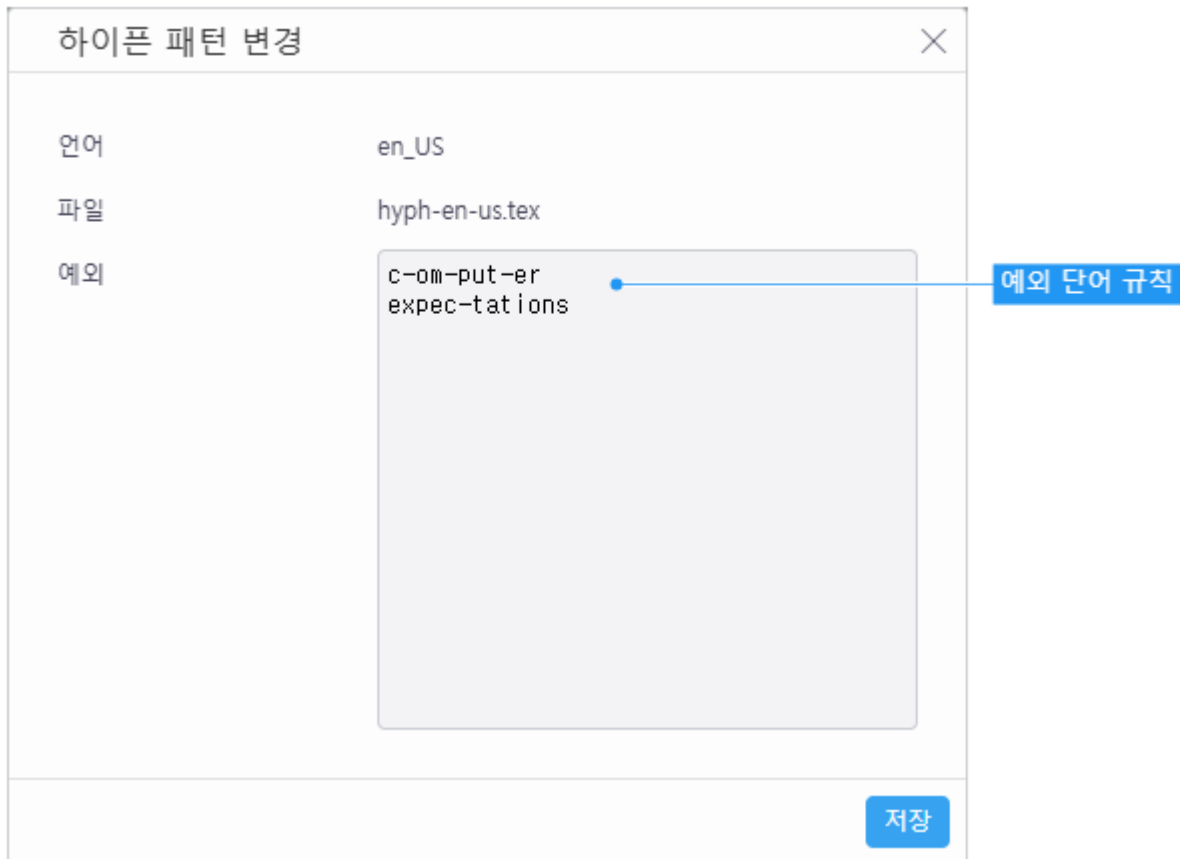 하이픈 패턴 변경
언어 en_US
파일 hyph-en-us.tex
예외 c-om-put-er
expec-tations
예외 단어 규칙
저장